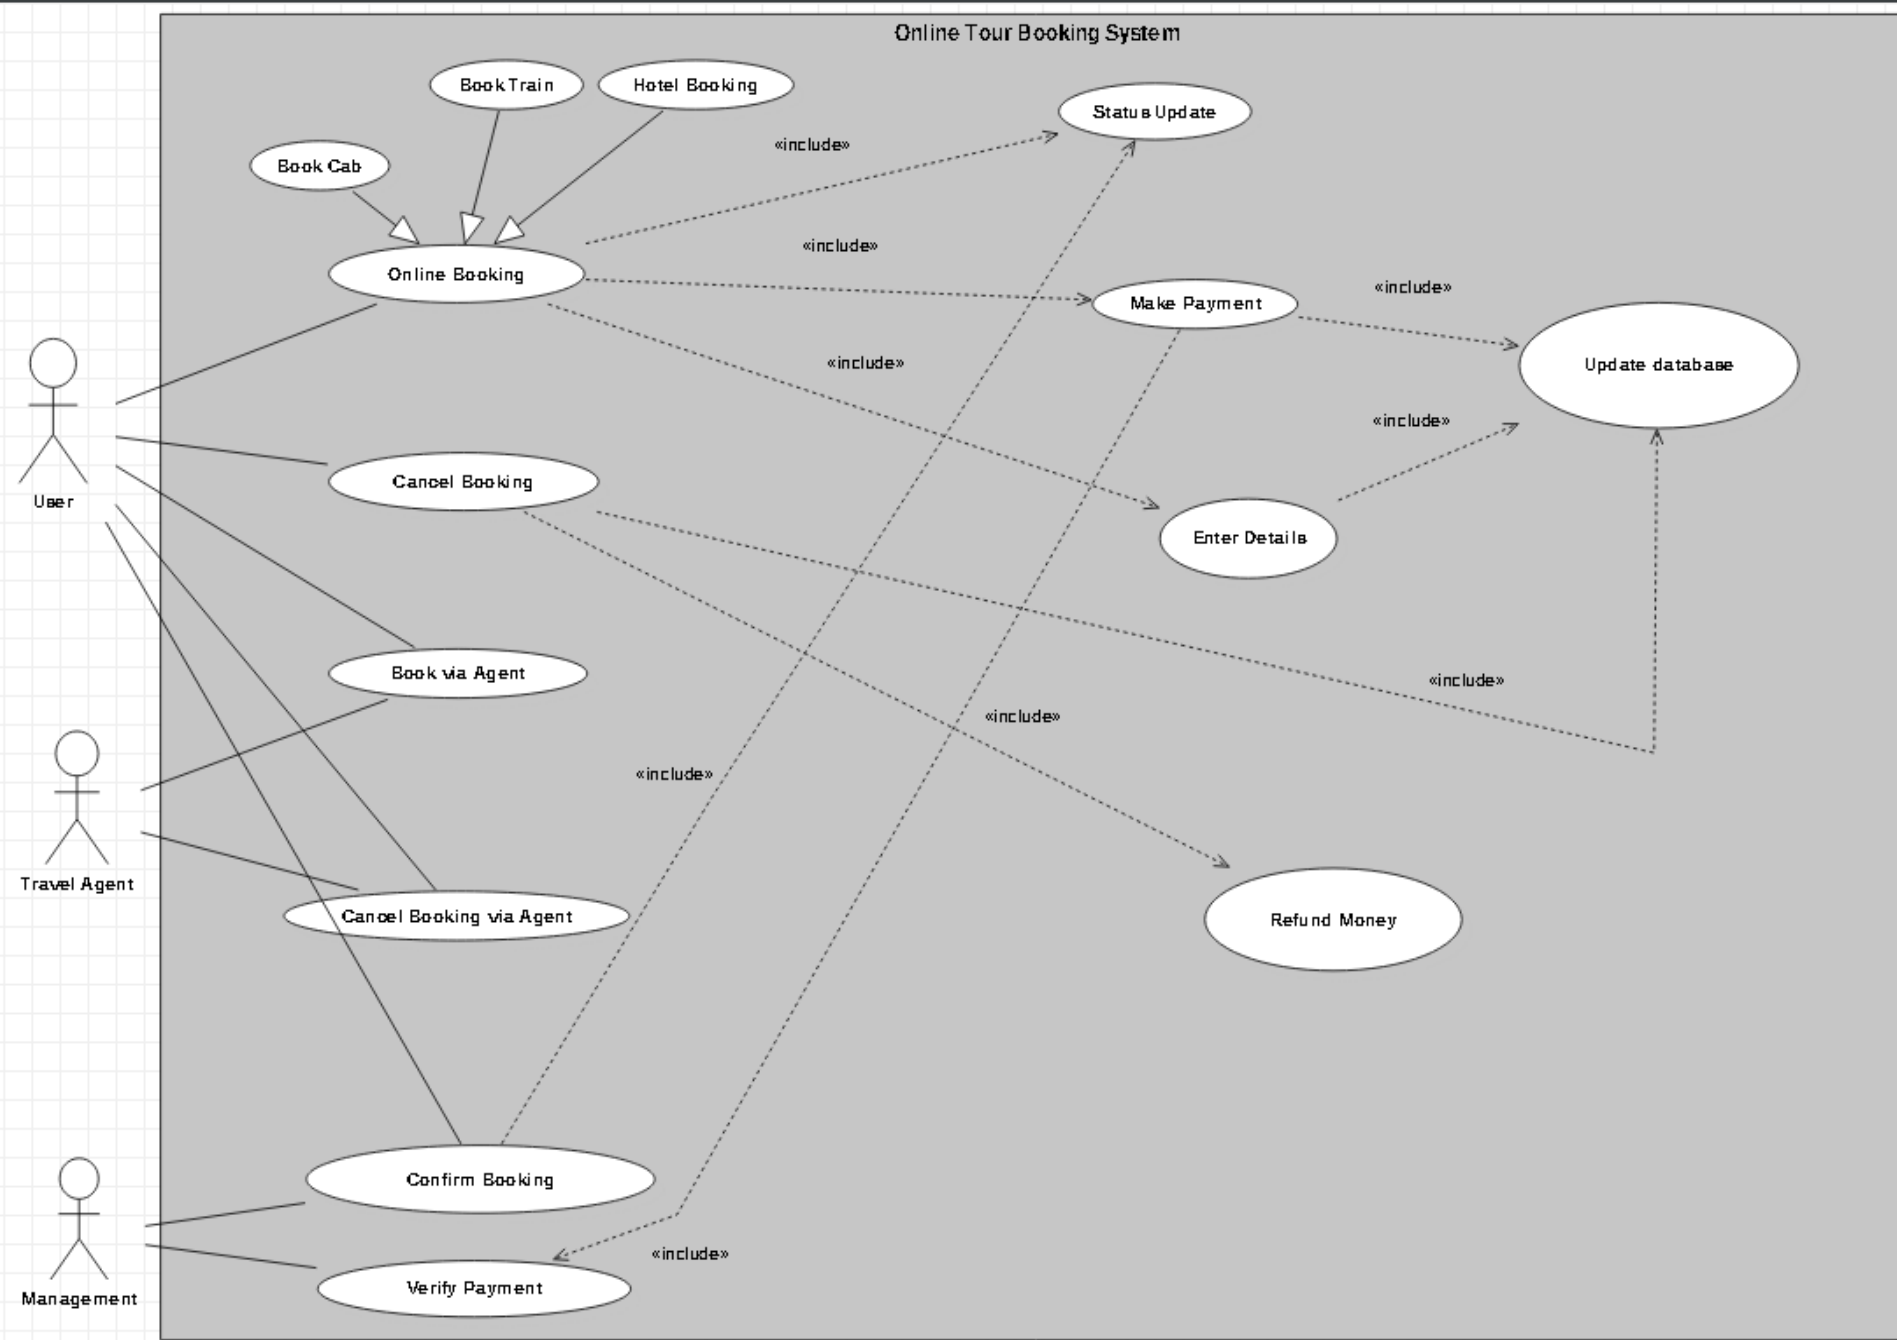 Online Tour Booking System
Book Train
Hotel Booking
Status Update
«include»
Book Cab
«include»
Online Booking
«include»
Make Payment
«include»
Update database
«include»
Cancel Booking
User
Enter Details
Book via Agent
«include»
«include»
«include»
Travel Agent
Cancel Booking via Agent
Refund Money
Confirm Booking
«include»
Verify Payment
Management